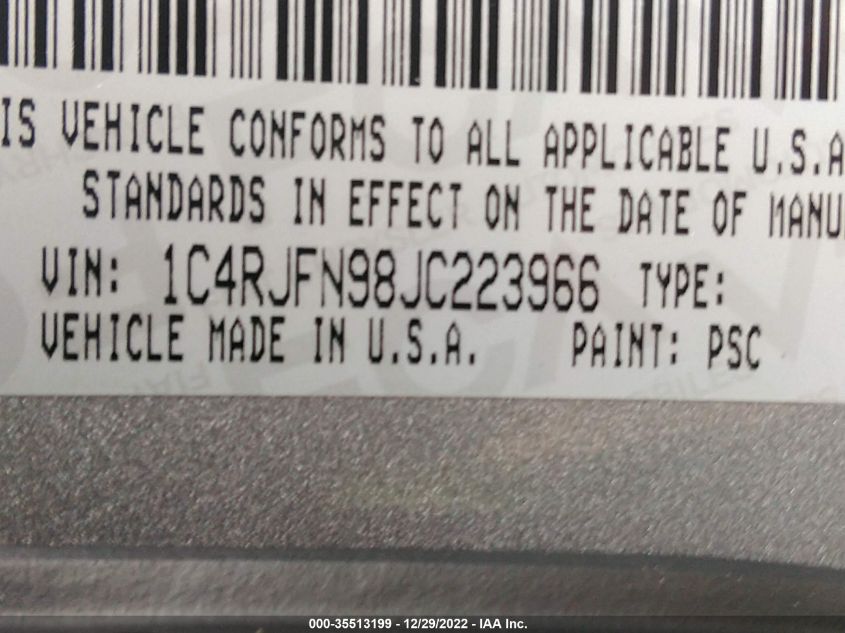 IS VEHICLE CONFORMS TO ALL APPLICABLE U.S.A
STANDARDS IN EFFECT ON THE DATE OF MANU
VIN: 1C4RJFN98JC223966 TYPE:
VEHICLE MADE IN U.S.A. PAINT: PSC
000-35513199 - 12/29/2022 - IAA Inc.